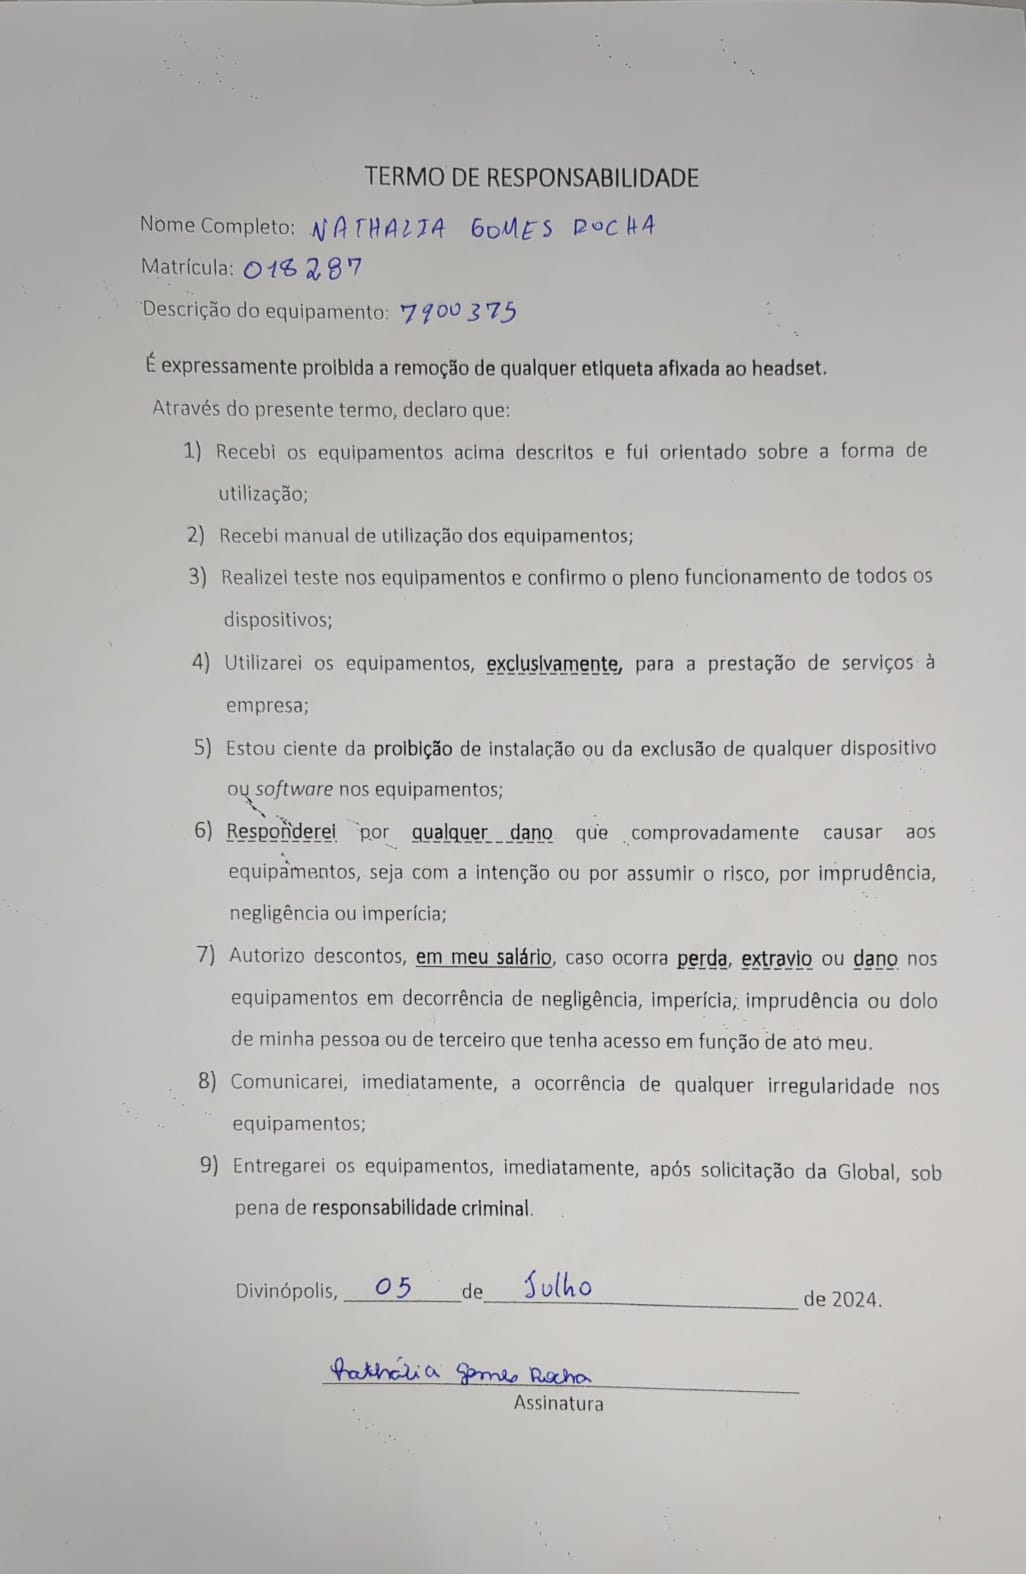 TERMO DE RESPONSABILIDADE
Nome Completo: NATHALIA GOMES ROCHA
Matrícula: 018287
Descrição do equipamento: 7900375
É expressamente proibida a remoção de qualquer etiqueta afixada ao headset.
Através do presente termo, declaro que:
1) Recebi os equipamentos acima descritos e fui orientado sobre a forma de
utilização;
2) Recebi manual de utilização dos equipamentos;
3) Realizei teste nos equipamentos e confirmo o pleno funcionamento de todos os
dispositivos;
4) Utilizarei os equipamentos, exclusivamente, para a prestação de serviços à
empresa;
5) Estou ciente da proibição de instalação ou da exclusão de qualquer dispositivo
ou software nos equipamentos;
6) Responderei por qualquer dano que comprovadamente causar aos
equipamentos, seja com a intenção ou por assumir o risco, por imprudência,
negligência ou imperícia;
7) Autorizo descontos, em meu salário, caso ocorra perda, extravio ou dano nos
equipamentos em decorrência de negligência, imperícia, imprudência ou dolo
de minha pessoa ou de terceiro que tenha acesso em função de ato meu.
8) Comunicarei, imediatamente, a ocorrência de qualquer irregularidade nos
equipamentos;
9) Entregarei os equipamentos, imediatamente, após solicitação da Global, sob
pena de responsabilidade criminal.
Divinópolis, 05 de Julho de 2024.
Nathália Gomes Rocha
Assinatura